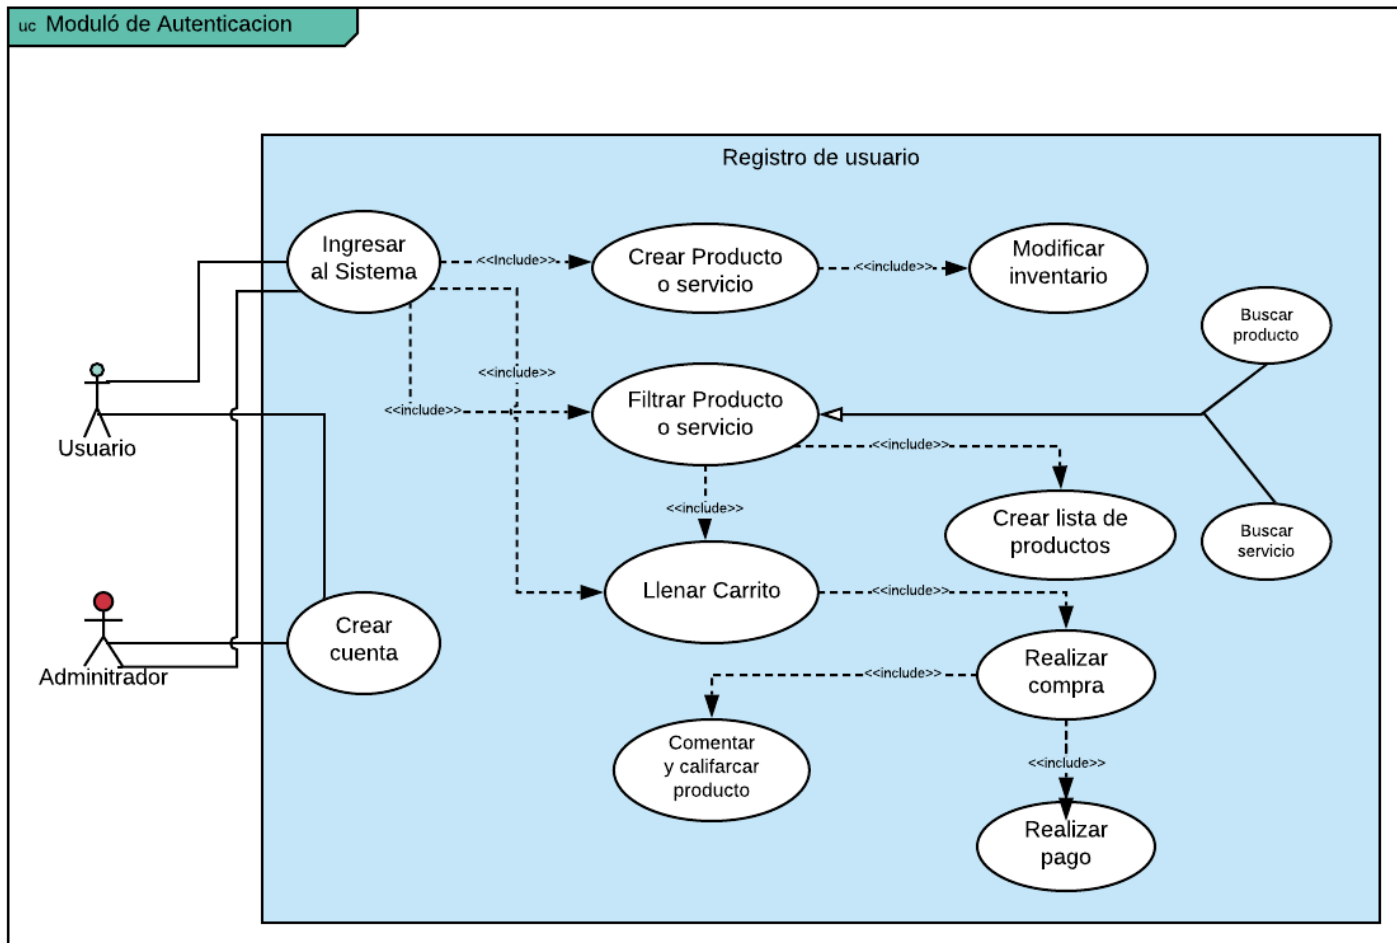 uc Moduló de Autenticacion
Registro de usuario
Ingresar
al Sistema
<<Include>>
Crear Producto
o servicio
<<include>>
Modificar
inventario
Buscar
producto
<<include>>
<<include>>
Filtrar Producto
o servicio
<<include>>
Usuario
<<include>>
Crear lista de
productos
Buscar
servicio
Llenar Carrito
<<include>>
Crear
cuenta
Adminitrador
Realizar
compra
<<include>>
Comentar
y califarcar
producto
<<include>>
Realizar
pago